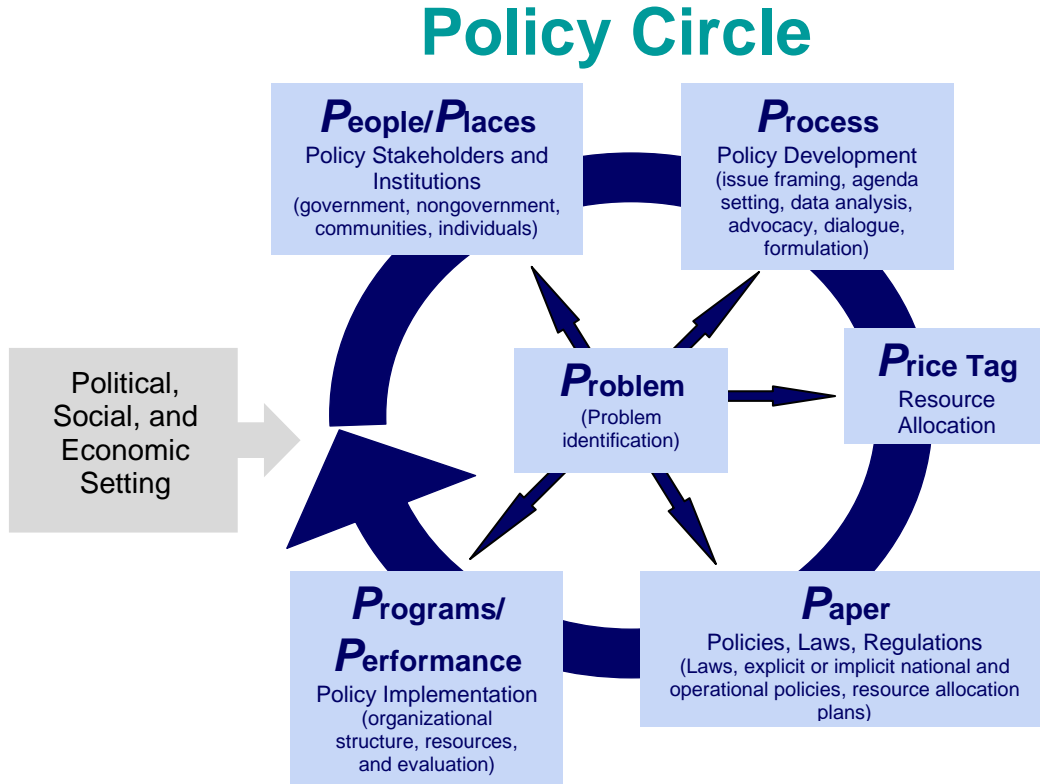 Policy Circle
People/Places
Policy Stakeholders and
Institutions
(government, nongovernment,
communities, individuals)
Process
Policy Development
(issue framing, agenda
setting, data analysis,
advocacy, dialogue,
formulation)
Political,
Social, and
Economic
Setting
Problem
(Problem
identification)
Price Tag
Resource
Allocation
Programs/
Performance
Policy Implementation
(organizational
structure, resources,
and evaluation)
Paper
Policies, Laws, Regulations
(Laws, explicit or implicit national and
operational policies, resource allocation
plans)